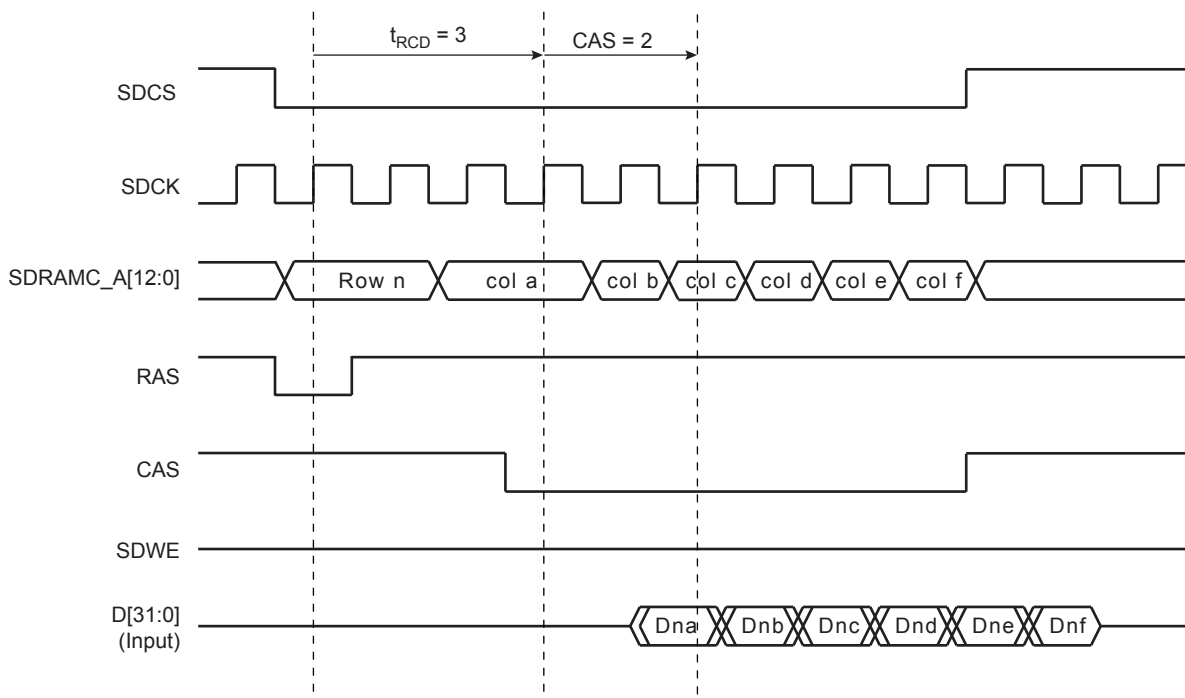 t_RCD = 3
CAS = 2
SDCS
SDCK
SDRAMC_A[12:0]
Row n
col a
col b
col c
col d
col e
col f
RAS
CAS
SDWE
D[31:0]
(Input)
Dna
Dnb
Dnc
Dnd
Dne
Dnf